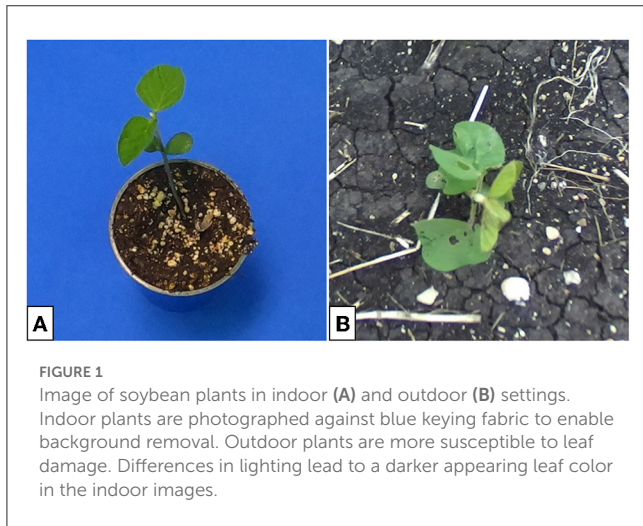 A
B
FIGURE 1
Image of soybean plants in indoor (A) and outdoor (B) settings.
Indoor plants are photographed against blue keying fabric to enable
background removal. Outdoor plants are more susceptible to leaf
damage. Differences in lighting lead to a darker appearing leaf color
in the indoor images.